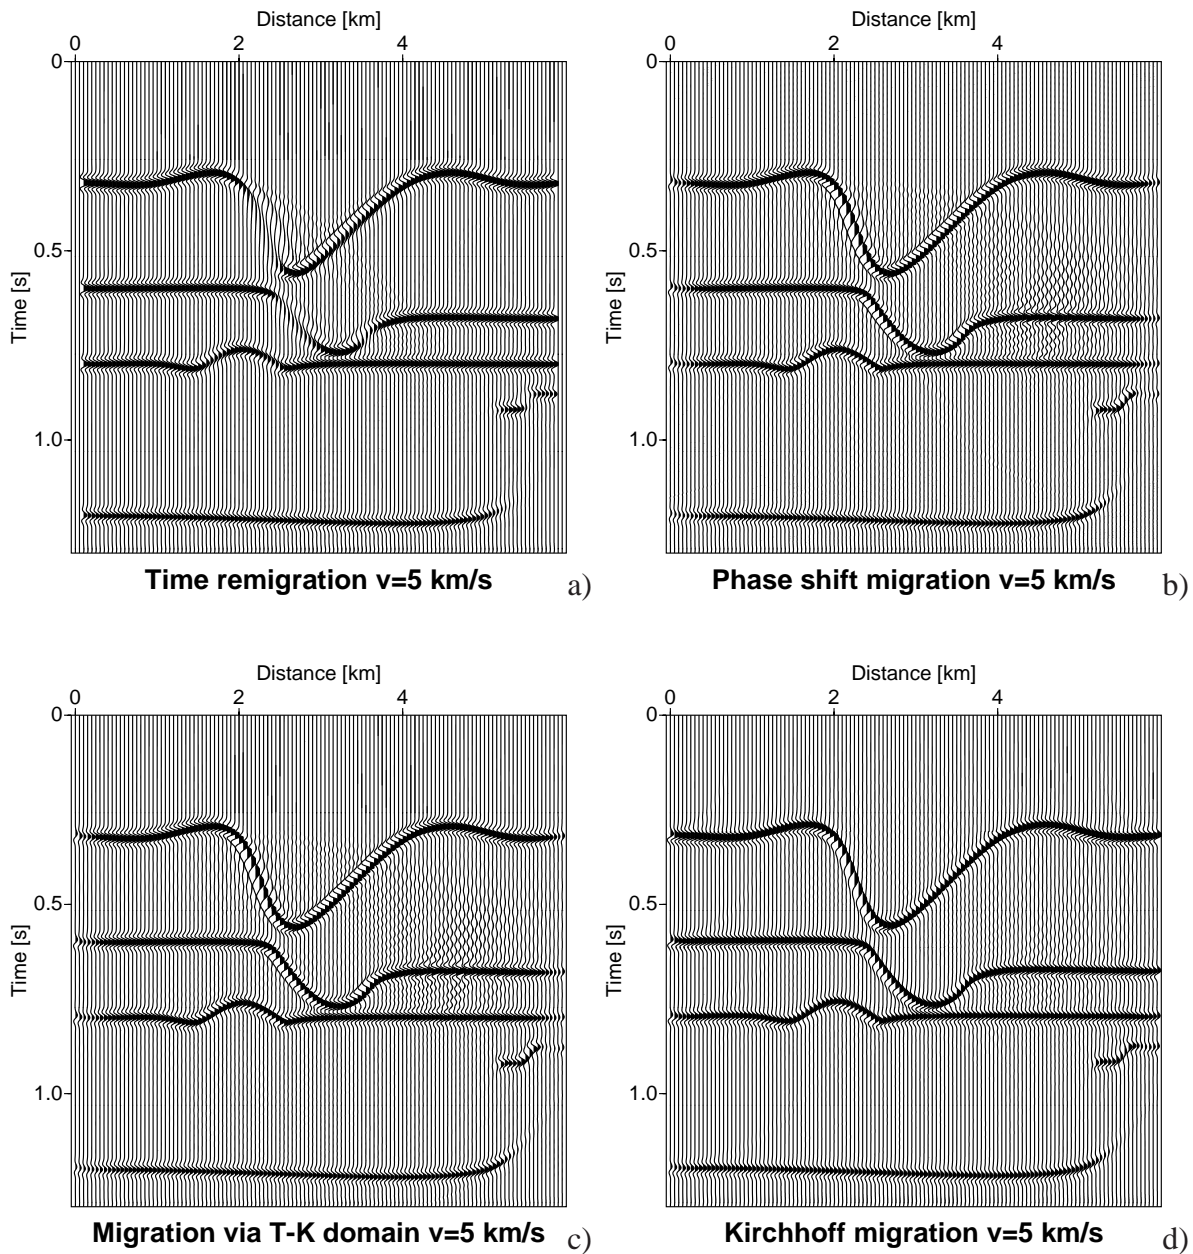 Distance [km]
0 2 4
0
0.5
1.0
Time [s]
Time remigration v=5 km/s
a)
Distance [km]
0 2 4
0
0.5
1.0
Time [s]
Phase shift migration v=5 km/s
b)
Distance [km]
0 2 4
0
0.5
1.0
Time [s]
Migration via T-K domain v=5 km/s
c)
Distance [km]
0 2 4
0
0.5
1.0
Time [s]
Kirchhoff migration v=5 km/s
d)